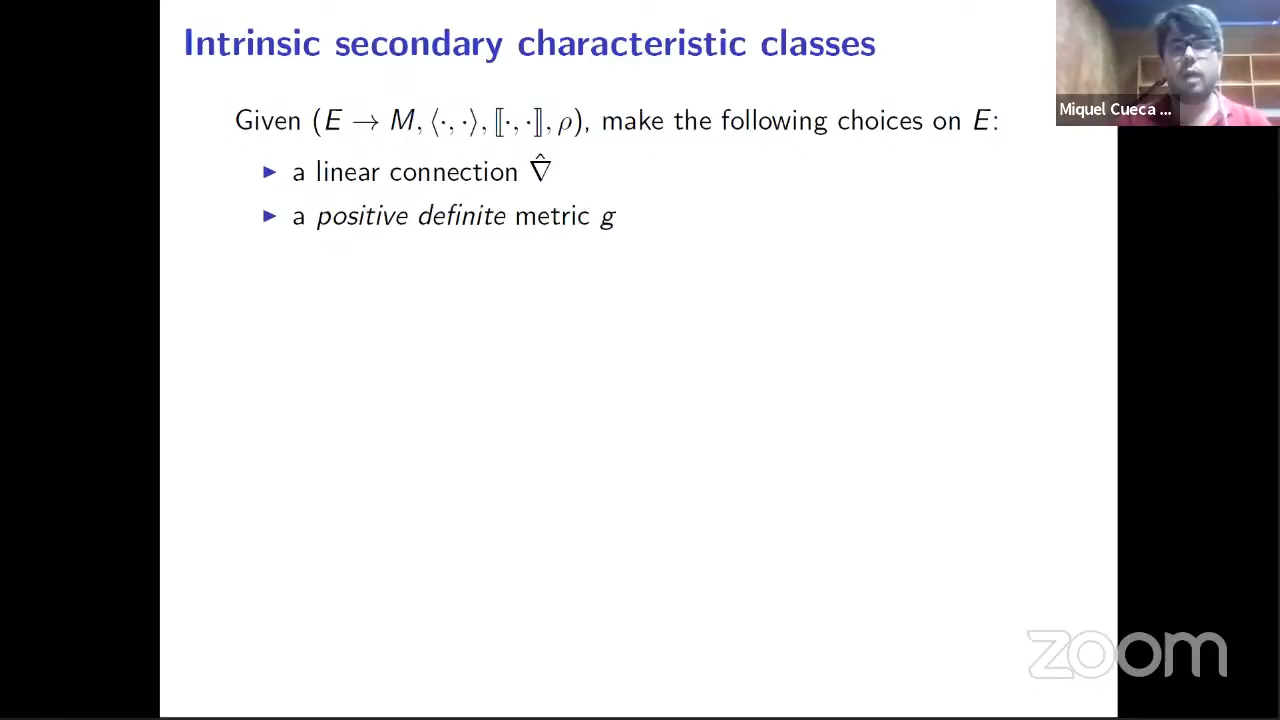 Intrinsic secondary characteristic classes
Given (E → M, ⟨·, ·⟩, ⟦·, ·⟧, ρ), make the following choices on E:
▶ a linear connection ∇̂
▶ a positive definite metric g
Miquel Cueca ...
zoom